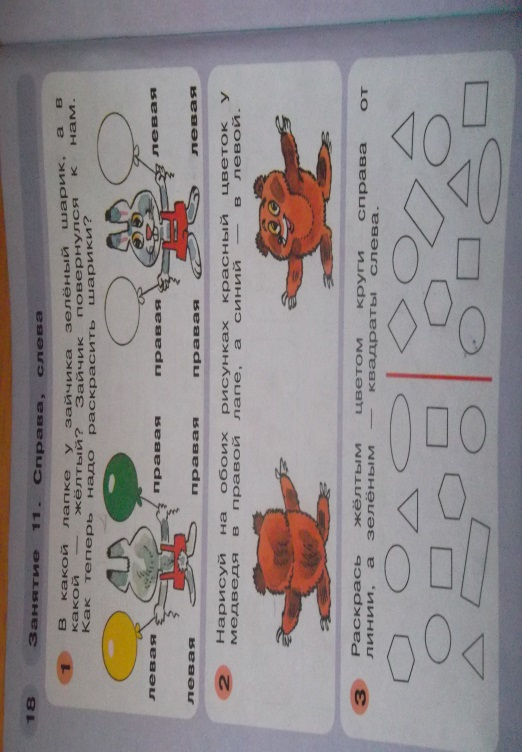 18 Занятие 11. Справа, слева
1 В какой лапке у зайчика зелёный шарик, а в
какой — жёлтый? Зайчик повернулся к нам.
Как теперь надо раскрасить шарики?
левая правая правая левая
левая правая правая левая
2 Нарисуй на обоих рисунках красный цветок у
медведя в правой лапе, а синий — в левой.
3 Раскрась жёлтым цветом круги справа от
линии, а зелёным — квадраты слева.